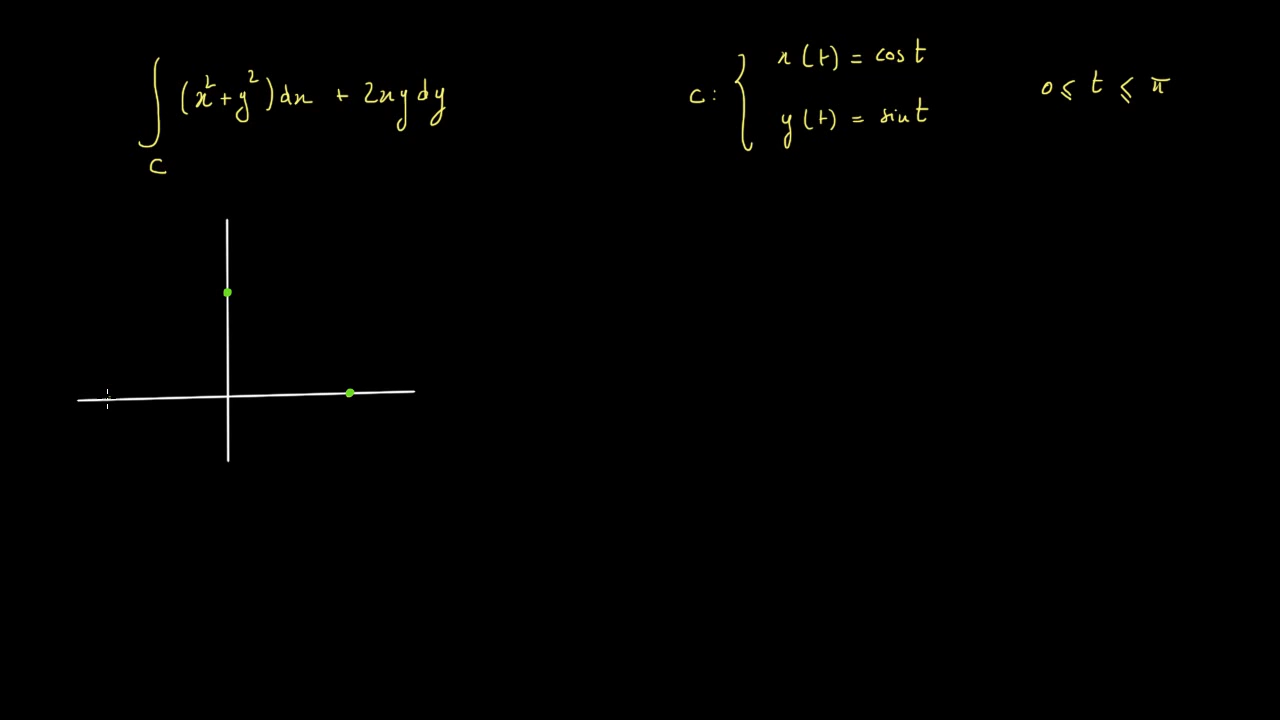 ∫_C (x²+y²)dx + 2xy dy
C: { x(t) = cos t
y(t) = sin t
0 ⩽ t ⩽ π